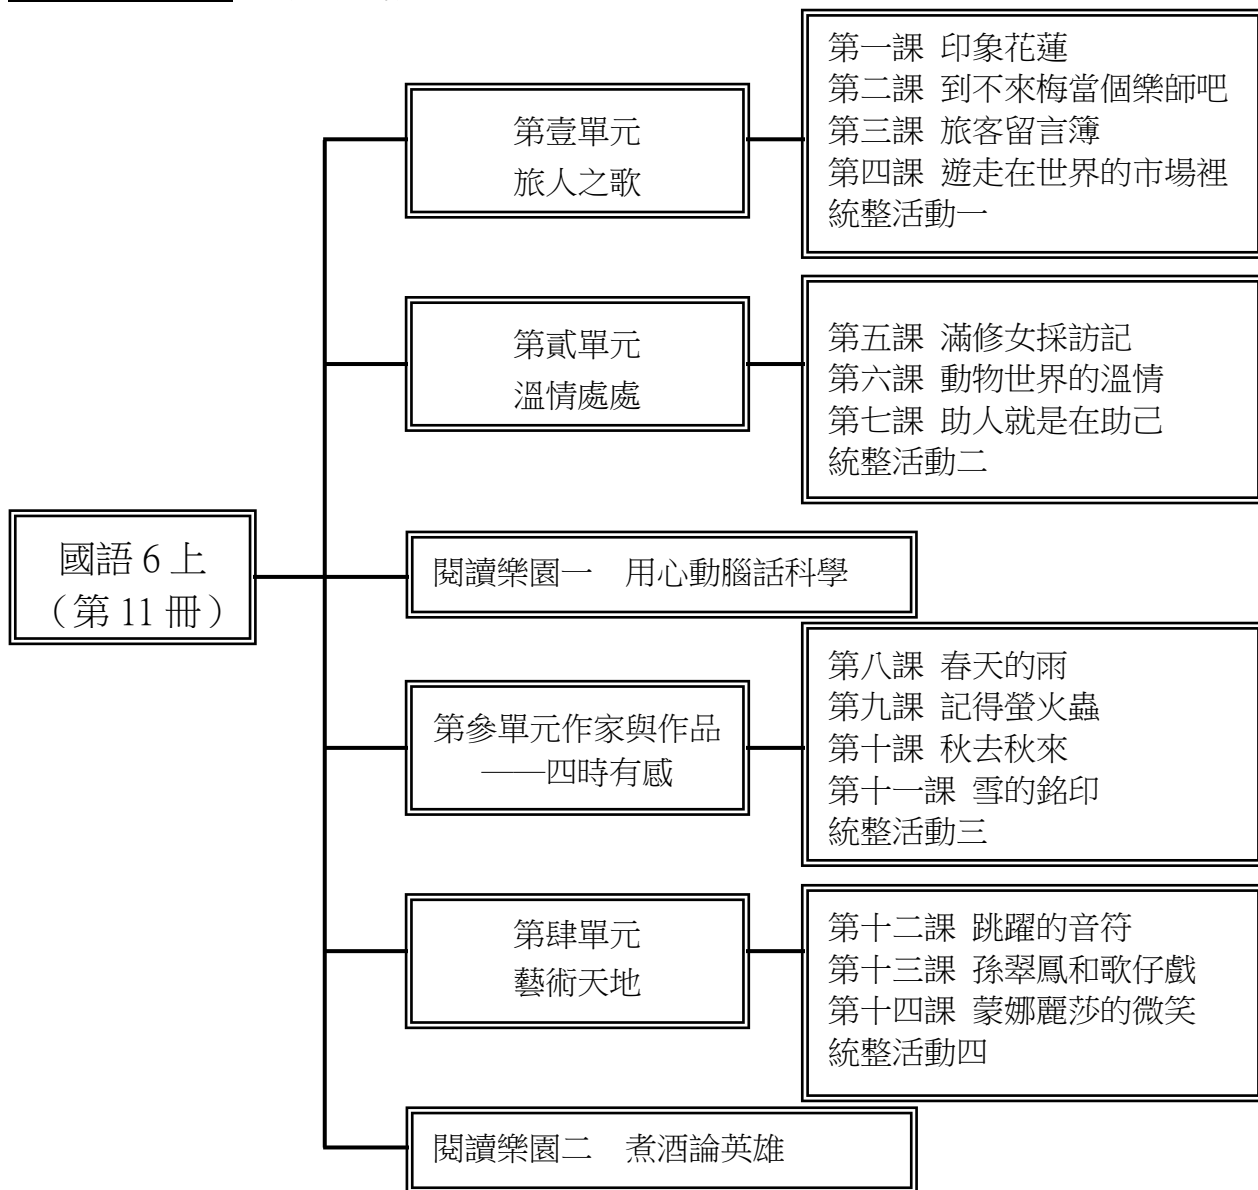 國語 6 上
（第 11 冊）
第壹單元
旅人之歌
第一課 印象花蓮
第二課 到不來梅當個樂師吧
第三課 旅客留言簿
第四課 遊走在世界的市場裡
統整活動一
第貳單元
溫情處處
第五課 滿修女採訪記
第六課 動物世界的溫情
第七課 助人就是在助己
統整活動二
閱讀樂園一　用心動腦話科學
第參單元作家與作品
——四時有感
第八課 春天的雨
第九課 記得螢火蟲
第十課 秋去秋來
第十一課 雪的銘印
統整活動三
第肆單元
藝術天地
第十二課 跳躍的音符
第十三課 孫翠鳳和歌仔戲
第十四課 蒙娜麗莎的微笑
統整活動四
閱讀樂園二　煮酒論英雄